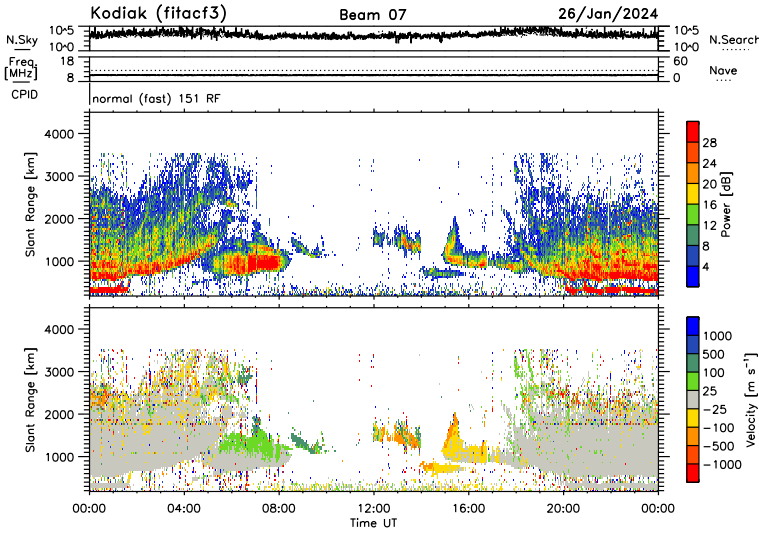 Kodiak (fitacf3)
Beam 07
26/Jan/2024
N.Sky
10^5
10^0
10^5
10^0
N.Search
Freq.
[MHz]
18
8
60
0
Nave
CPID
normal (fast) 151 RF
Slant Range [km]
4000
3000
2000
1000
28
24
20
16
12
8
4
Power [dB]
Slant Range [km]
4000
3000
2000
1000
1000
500
100
25
-25
-100
-500
-1000
Velocity [m s⁻¹]
00:00
04:00
08:00
12:00
16:00
20:00
00:00
Time UT